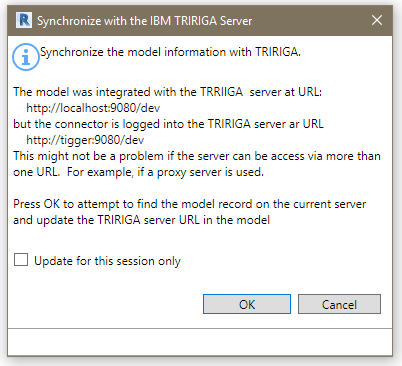 Synchronize with the IBM TRIRIGA Server
Synchronize the model information with TRIRIGA.
The model was integrated with the TRRIIGA server at URL:
http://localhost:9080/dev
but the connector is logged into the TRIRIGA server ar URL
http://tigger:9080/dev
This might not be a problem if the server can be access via more than
one URL. For example, if a proxy server is used.
Press OK to attempt to find the model record on the current server
and update the TRIRIGA server URL in the model
Update for this session only
OK
Cancel